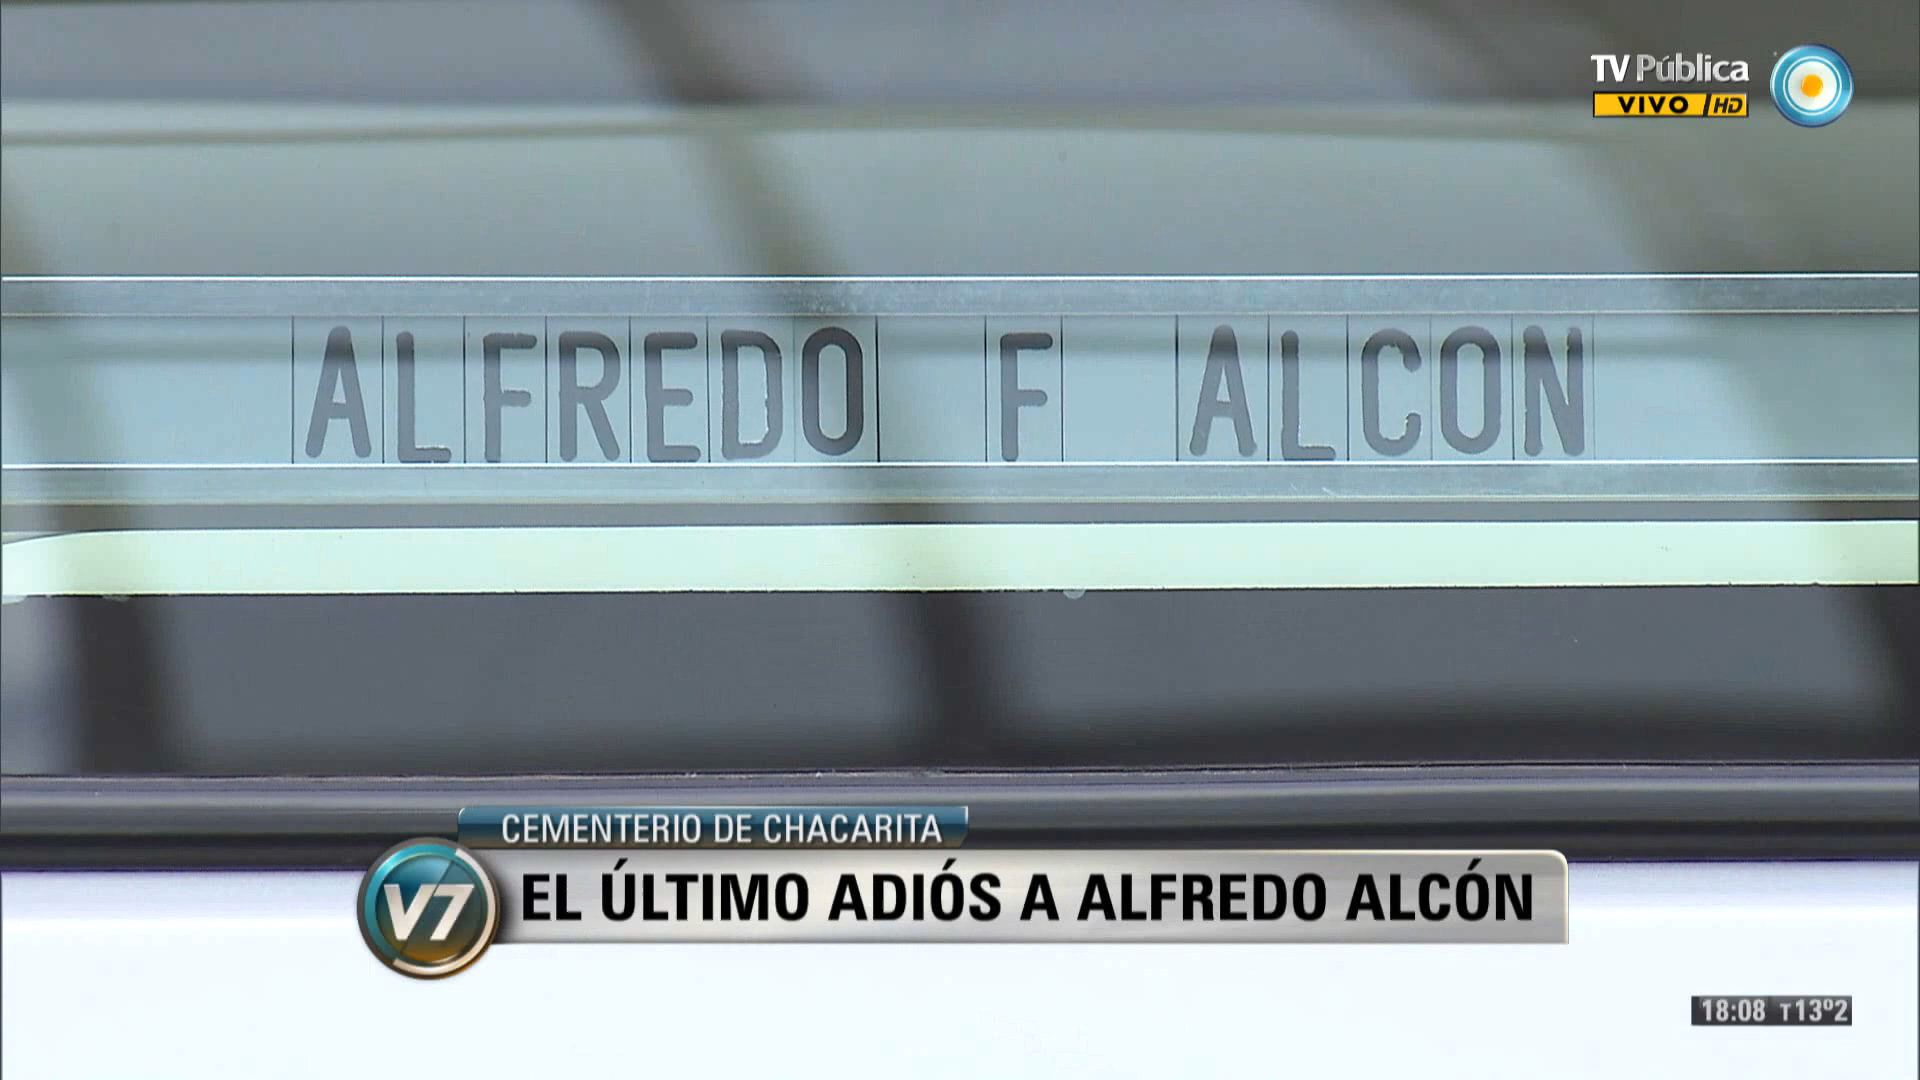 TV Pública
VIVO HD
ALFREDO F ALCON
CEMENTERIO DE CHACARITA
V7
EL ÚLTIMO ADIÓS A ALFREDO ALCÓN
18:08 T13º2